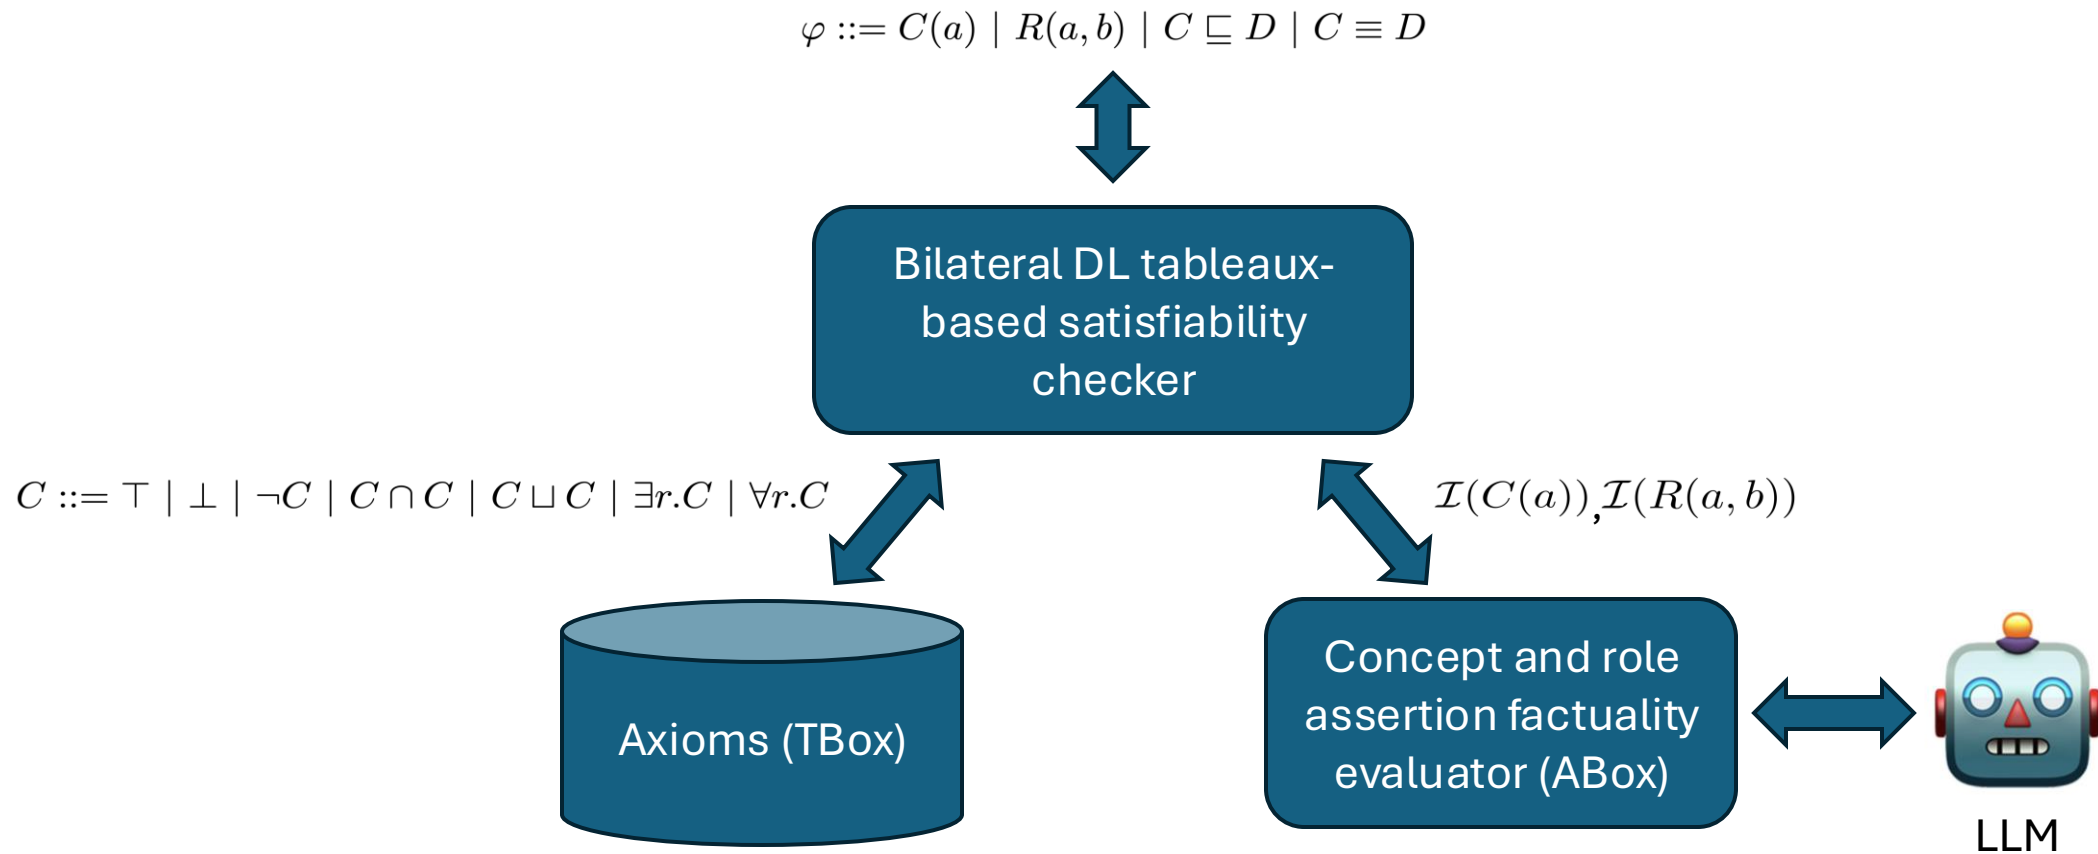 φ ::= C(a) | R(a, b) | C ⊑ D | C ≡ D
Bilateral DL tableaux-
based satisfiability
checker
C ::= ⊤ | ⊥ | ¬C | C ∩ C | C ⊔ C | ∃r.C | ∀r.C
ℐ(C(a)),ℐ(R(a, b))
Axioms (TBox)
Concept and role
assertion factuality
evaluator (ABox)
LLM